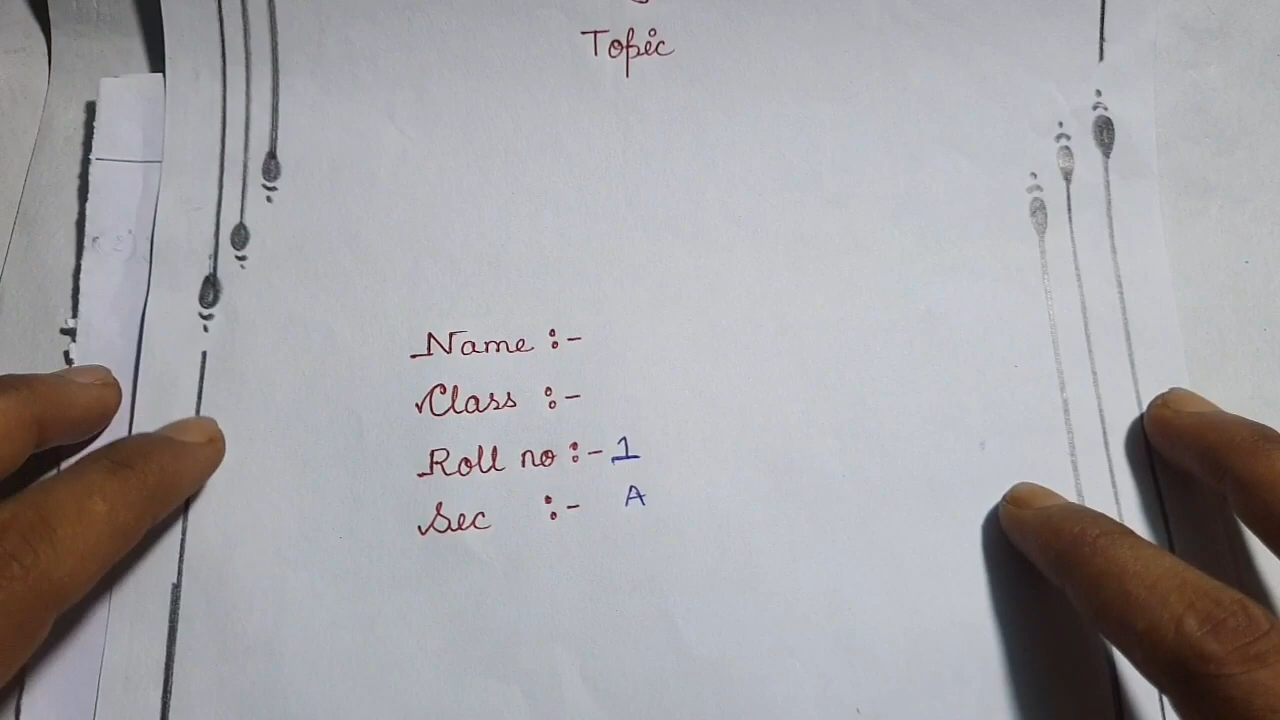 Topic
Name :-
Class :-
Roll no :- 1
Sec :- A